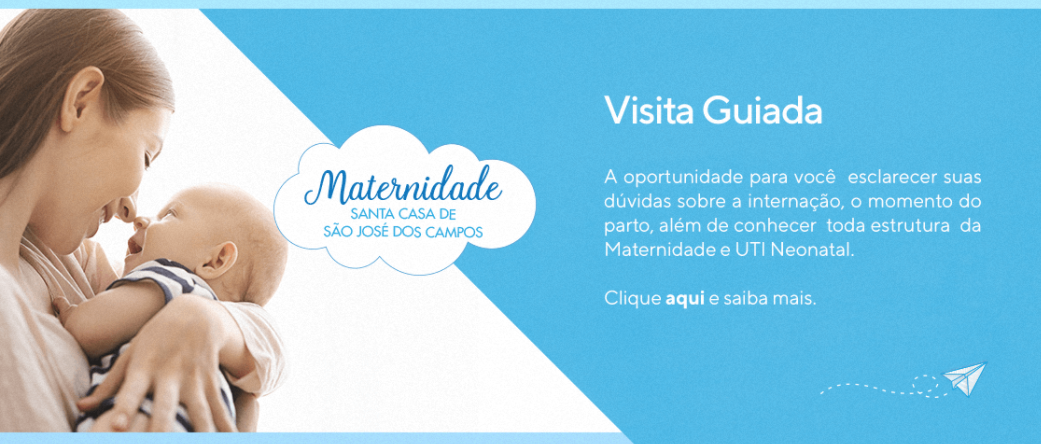 Maternidade
SANTA CASA DE
SÃO JOSÉ DOS CAMPOS
Visita Guiada
A oportunidade para você esclarecer suas
dúvidas sobre a internação, o momento do
parto, além de conhecer toda estrutura da
Maternidade e UTI Neonatal.
Clique aqui e saiba mais.